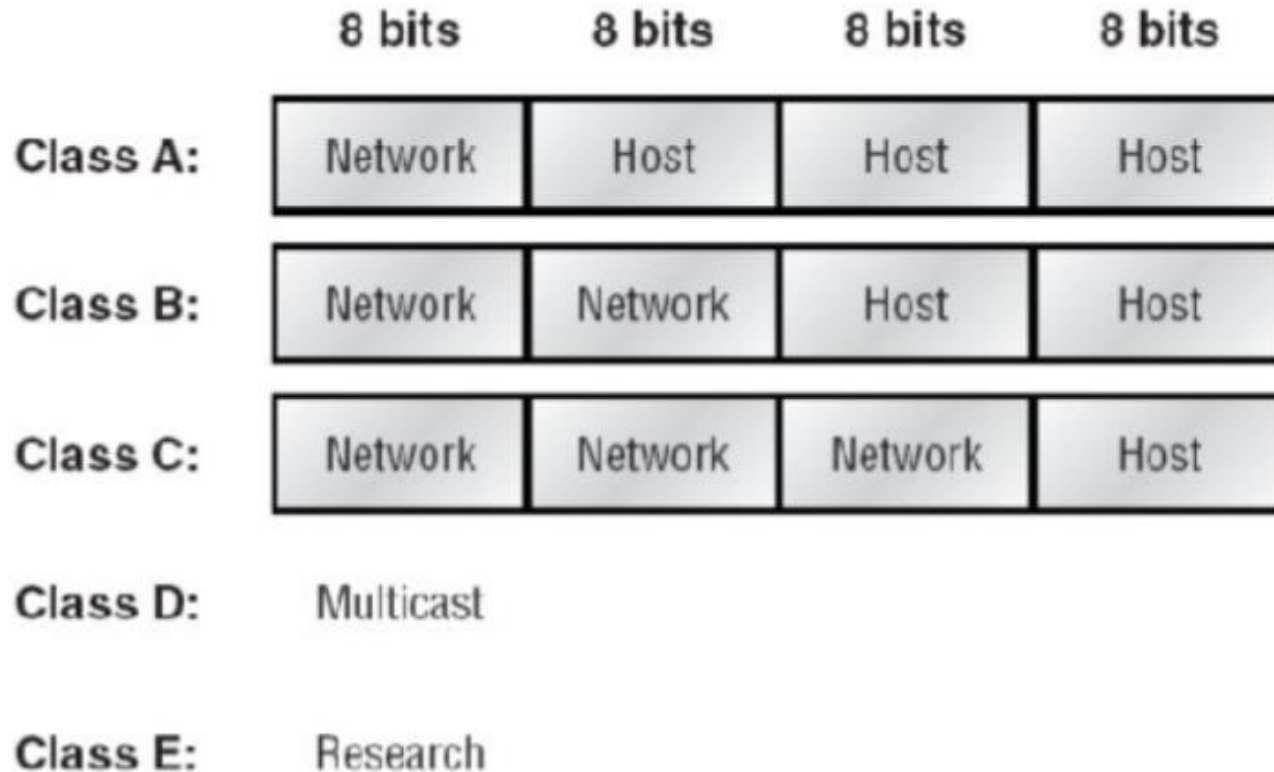 8 bits 8 bits 8 bits 8 bits
Class A: Network Host Host Host
Class B: Network Network Host Host
Class C: Network Network Network Host
Class D: Multicast
Class E: Research